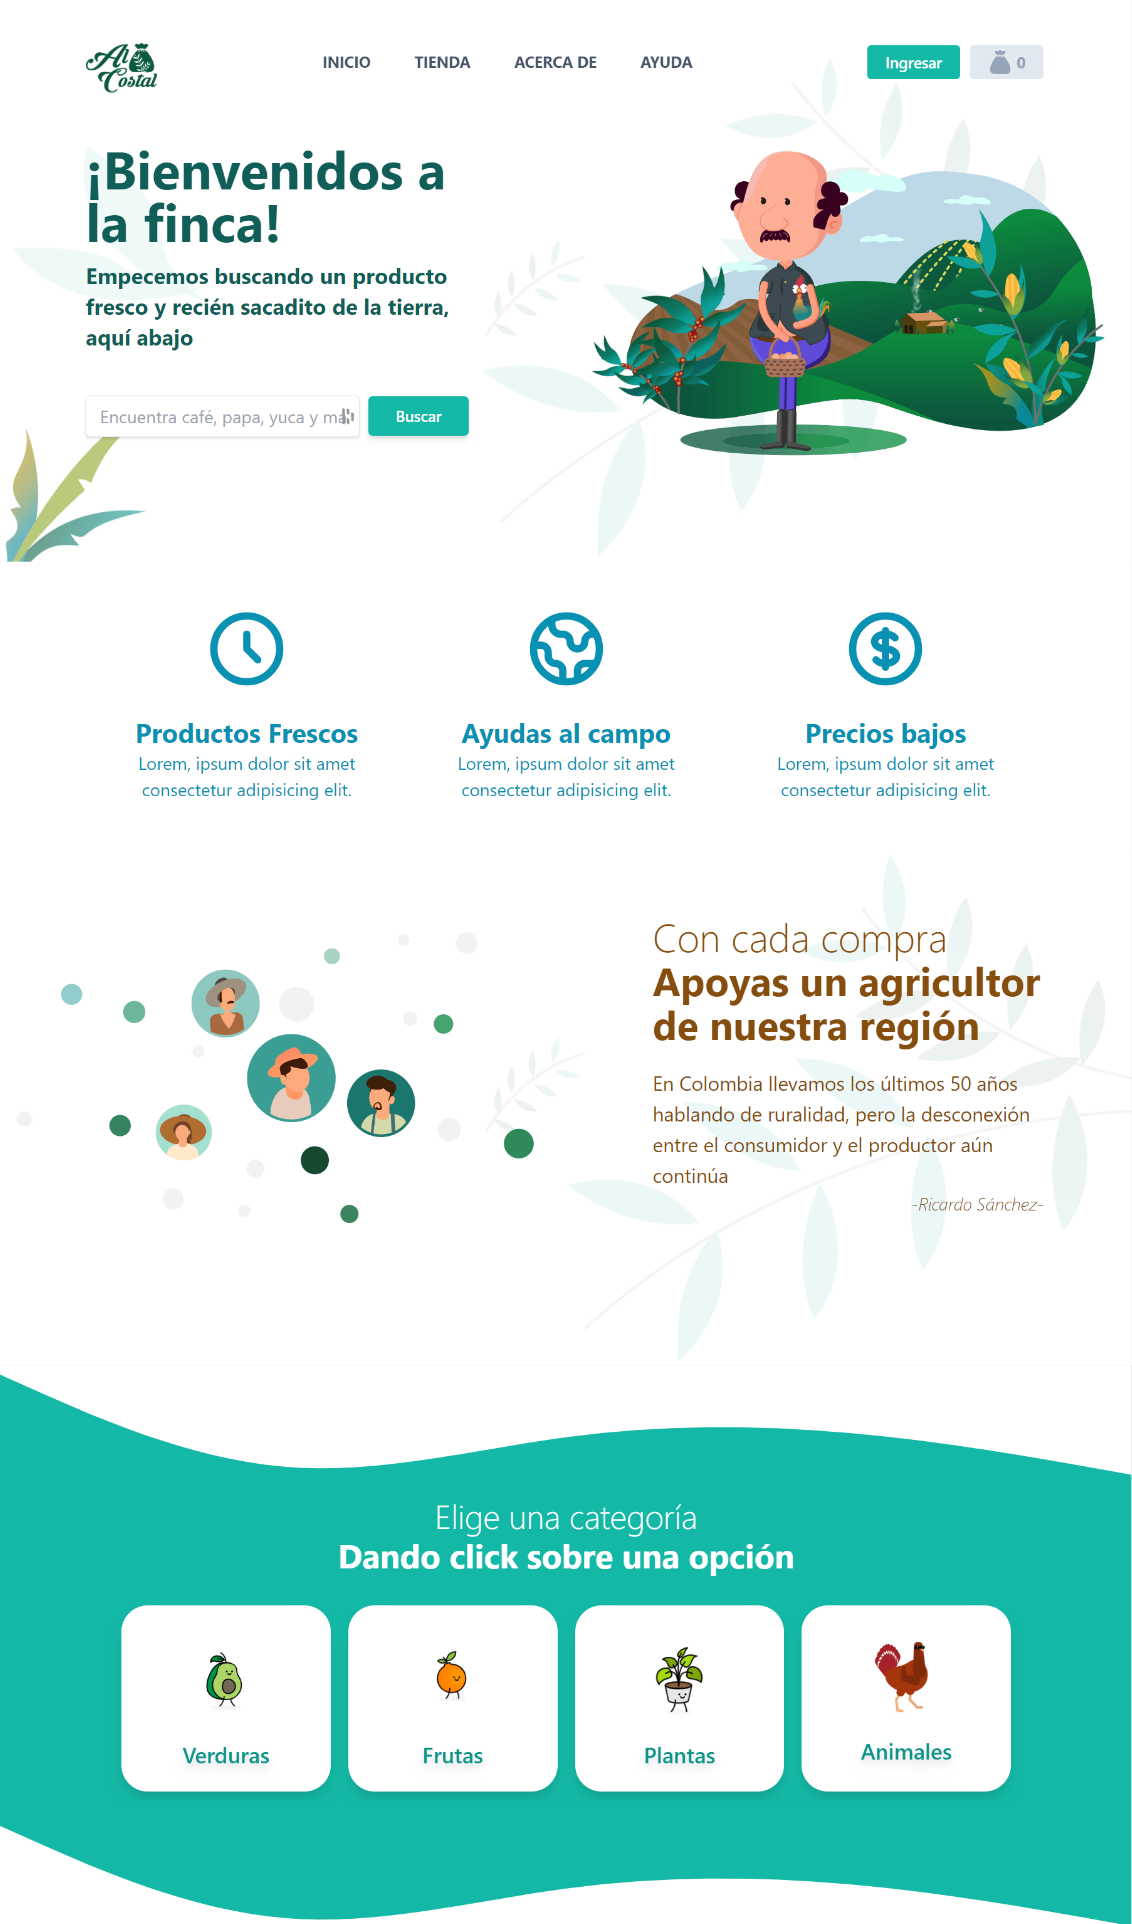 Al
Costal
INICIO
TIENDA
ACERCA DE
AYUDA
Ingresar
0
¡Bienvenidos a
la finca!
Empecemos buscando un producto
fresco y recién sacadito de la tierra,
aquí abajo
Encuentra café, papa, yuca y
Buscar
Productos Frescos
Lorem, ipsum dolor sit amet
consectetur adipisicing elit.
Ayudas al campo
Lorem, ipsum dolor sit amet
consectetur adipisicing elit.
Precios bajos
Lorem, ipsum dolor sit amet
consectetur adipisicing elit.
Con cada compra
Apoyas un agricultor
de nuestra región
En Colombia llevamos los últimos 50 años
hablando de ruralidad, pero la desconexión
entre el consumidor y el productor aún
continúa
-Ricardo Sánchez-
Elige una categoría
Dando click sobre una opción
Verduras
Frutas
Plantas
Animales